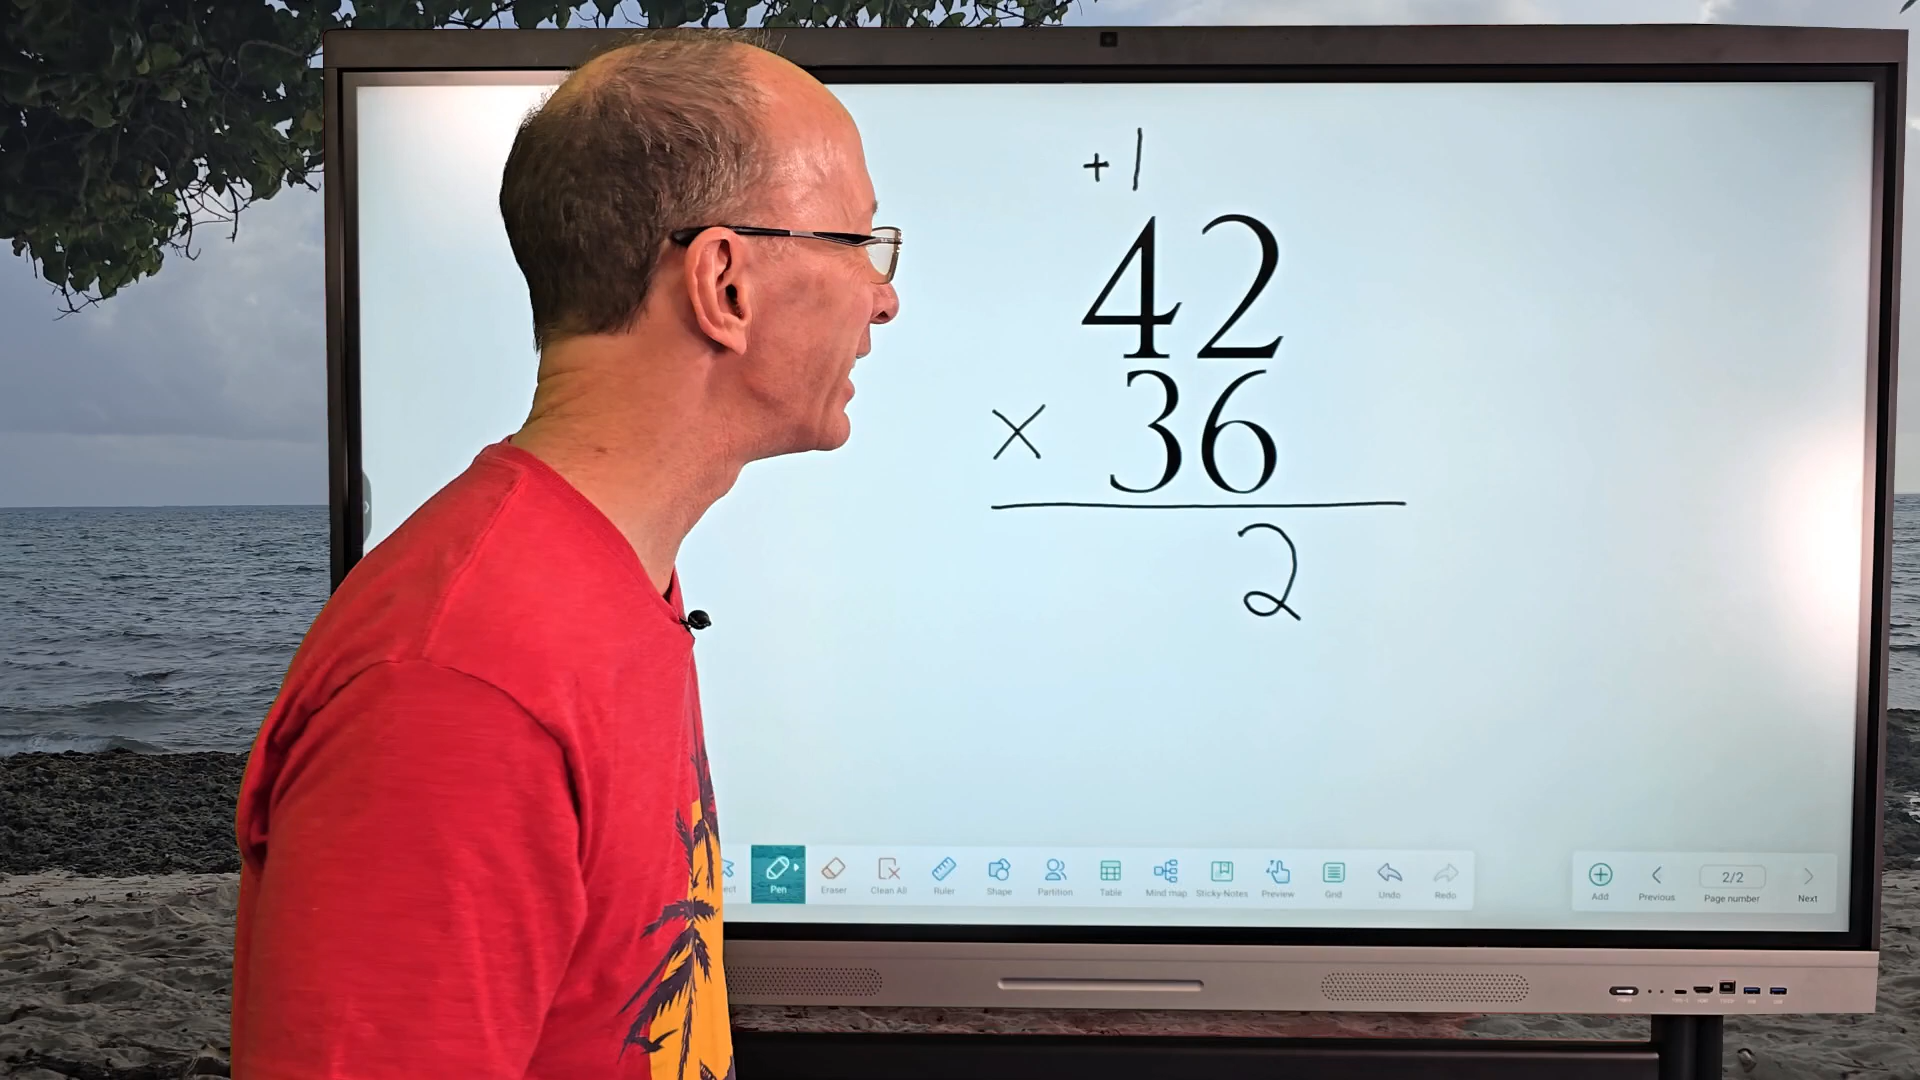 +1
42
× 36
2
Pen
Eraser
Clean All
Ruler
Shape
Partition
Table
Mind map
Sticky-Notes
Preview
Grid
Undo
Redo
Add
Previous
2/2
Page number
Next